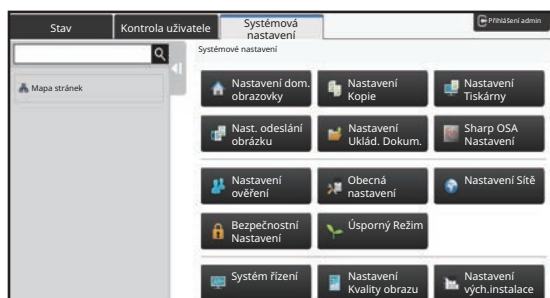 Stav
Kontrola uživatele
Systémová
nastavení
Přihlášení admin
Systémové nastavení
Mapa stránek
Nastavení dom.
obrazovky
Nastavení
Kopie
Nastavení
Tiskárny
Nast. odeslání
obrázku
Nastavení
Uklád. Dokum.
Sharp OSA
Nastavení
Nastavení
ověření
Obecná
nastavení
Nastavení Sítě
Bezpečnostní
Nastavení
Úsporný Režim
Systém řízení
Nastavení
Kvality obrazu
Nastavení
vých.instalace